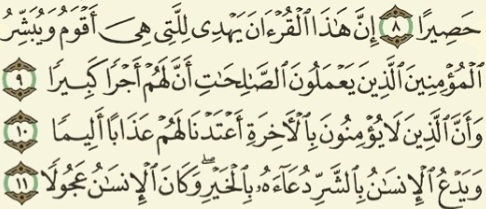 حَصِيرًا ٨ إِنَّ هَٰذَا ٱلۡقُرۡءَانَ يَهۡدِي لِلَّتِي هِيَ أَقۡوَمُ وَيُبَشِّرُ
ٱلۡمُؤۡمِنِينَ ٱلَّذِينَ يَعۡمَلُونَ ٱلصَّٰلِحَٰتِ أَنَّ لَهُمۡ أَجۡرٗا كَبِيرٗا ٩
وَأَنَّ ٱلَّذِينَ لَا يُؤۡمِنُونَ بِٱلۡأٓخِرَةِ أَعۡتَدۡنَا لَهُمۡ عَذَابًا أَلِيمٗا ١٠
وَيَدۡعُ ٱلۡإِنسَٰنُ بِٱلشَّرِّ دُعَآءَهُۥ بِٱلۡخَيۡرِۖ وَكَانَ ٱلۡإِنسَٰنُ عَجُولٗا ١١